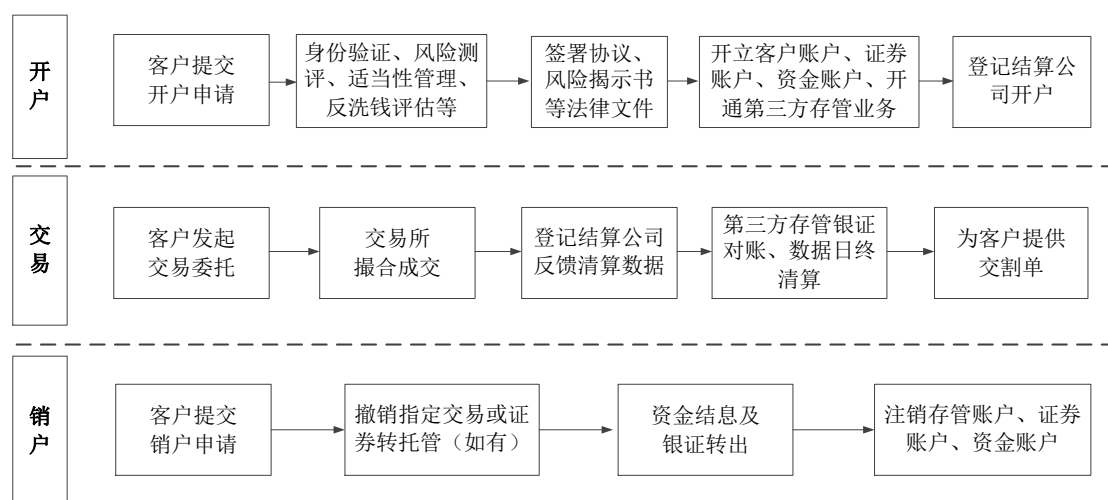 开
户
客户提交
开户申请
身份验证、风险测
评、适当性管理、
反洗钱评估等
签署协议、
风险揭示书
等法律文件
开立客户账户、证券
账户、资金账户、开
通第三方存管业务
登记结算公
司开户
交
易
客户发起
交易委托
交易所
撮合成交
登记结算公司
反馈清算数据
第三方存管银证
对账、数据日终
清算
为客户提供
交割单
销
户
客户提交
销户申请
撤销指定交易或证
券转托管（如有）
资金结息及
银证转出
注销存管账户、证券
账户、资金账户